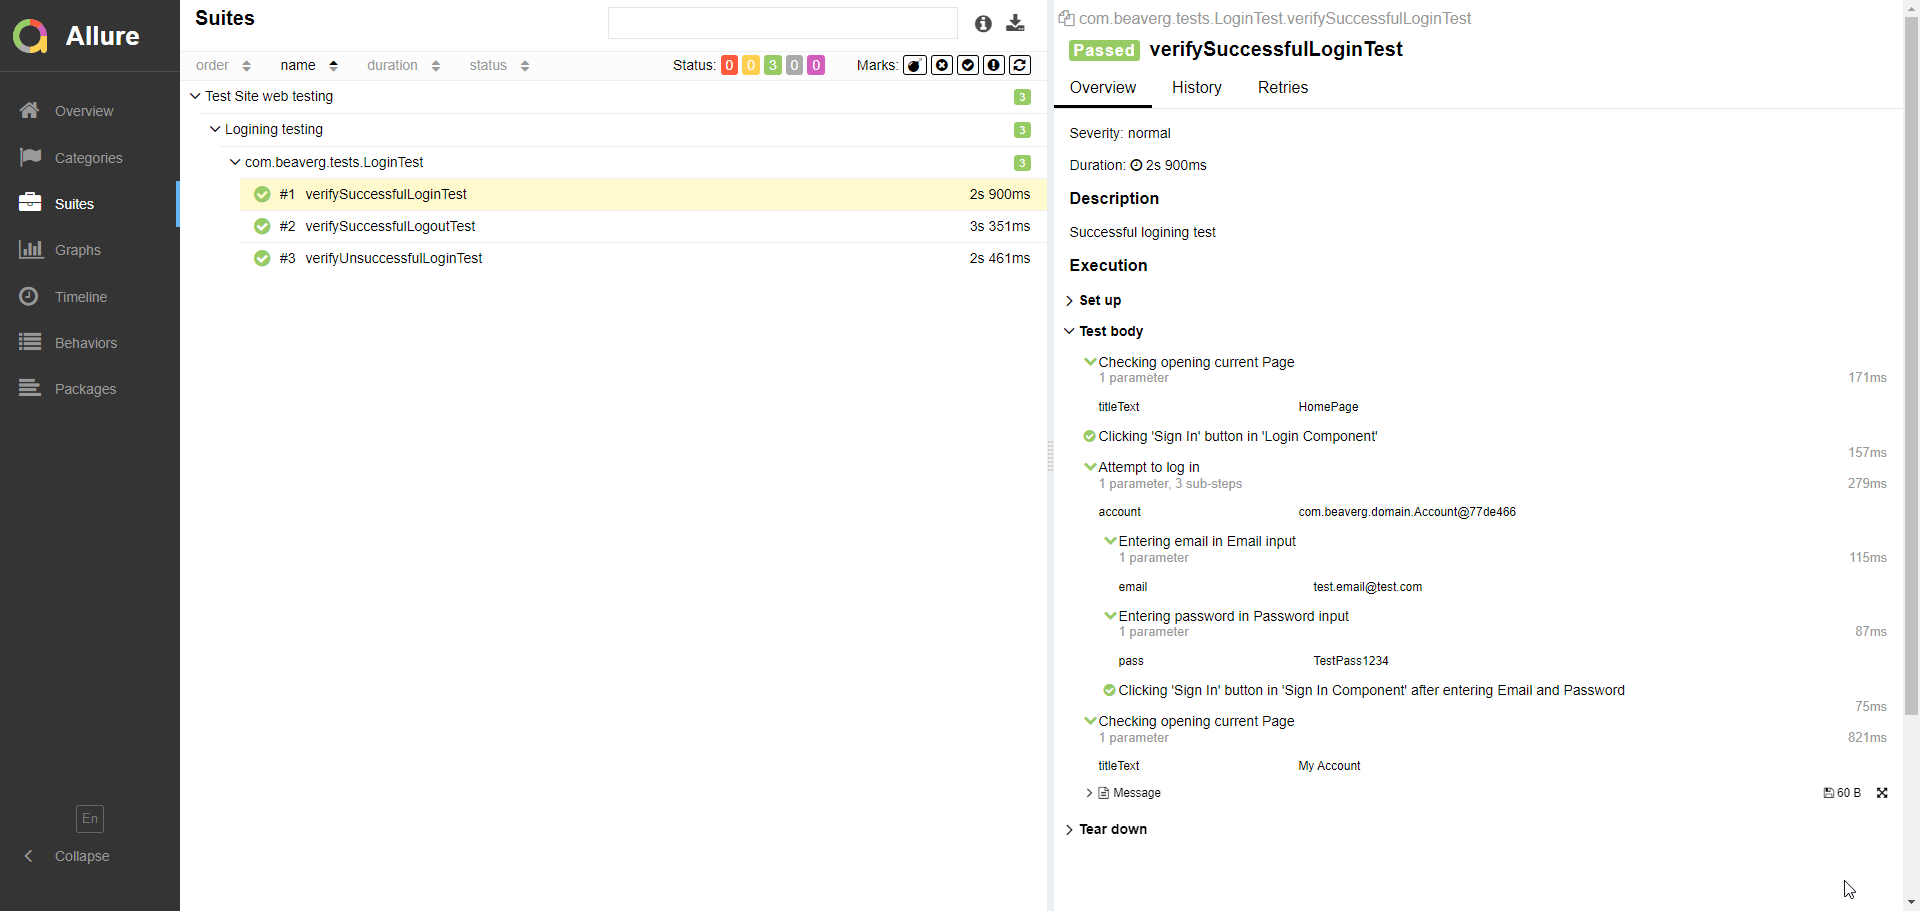 Allure
Overview
Categories
Suites
Graphs
Timeline
Behaviors
Packages
En
Collapse
Suites
order name duration status Status: 0 0 3 0 0 Marks:
Test Site web testing 3
Logining testing 3
com.beaverg.tests.LoginTest 3
#1 verifySuccessfulLoginTest 2s 900ms
#2 verifySuccessfulLogoutTest 3s 351ms
#3 verifyUnsuccessfulLoginTest 2s 461ms
com.beaverg.tests.LoginTest.verifySuccessfulLoginTest
Passed verifySuccessfulLoginTest
Overview History Retries
Severity: normal
Duration: 2s 900ms
Description
Successful logining test
Execution
Set up
Test body
Checking opening current Page
1 parameter 171ms
titleText HomePage
Clicking 'Sign In' button in 'Login Component'
157ms
Attempt to log in
1 parameter, 3 sub-steps 279ms
account com.beaverg.domain.Account@77de466
Entering email in Email input
1 parameter 115ms
email test.email@test.com
Entering password in Password input
1 parameter 87ms
pass TestPass1234
Clicking 'Sign In' button in 'Sign In Component' after entering Email and Password
75ms
Checking opening current Page
1 parameter 821ms
titleText My Account
Message 60 B
Tear down